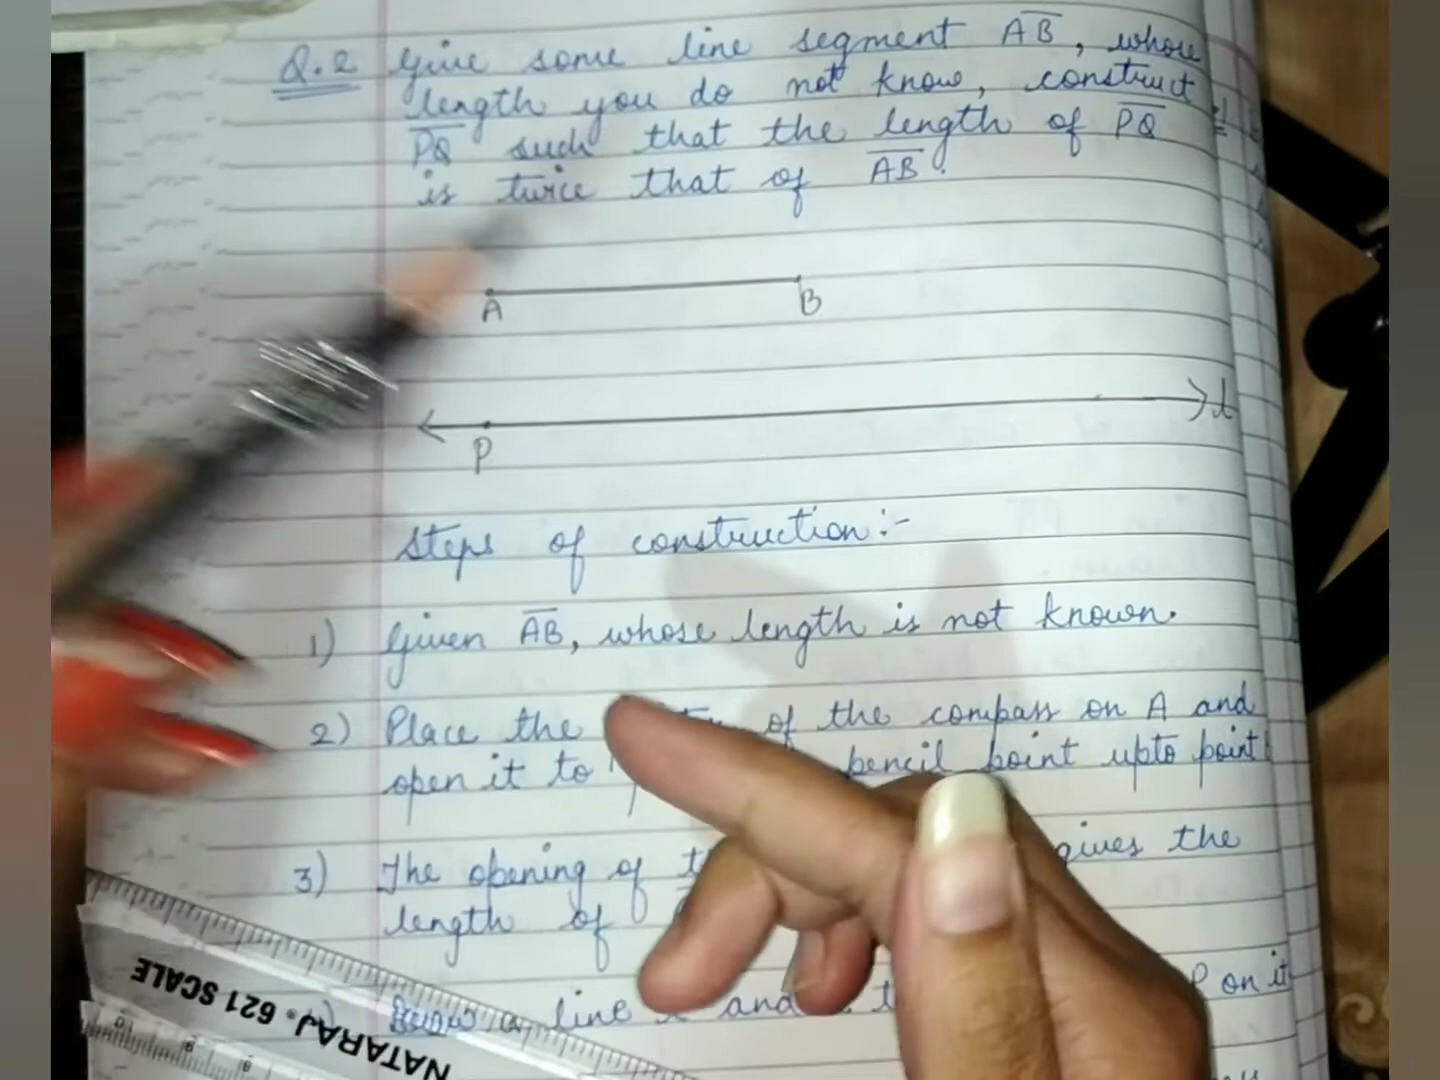 Q.2 Give some line segment AB, whose
length you do not know, construct
PQ such that the length of PQ
is twice that of AB.
A B
l
P
Steps of construction:-
1) Given AB, whose length is not known.
2) Place the of the compass on A and
open it to pencil point upto point
3) The opening of gives the
length of
line and P on it
NATARAJ. 621 SCALE